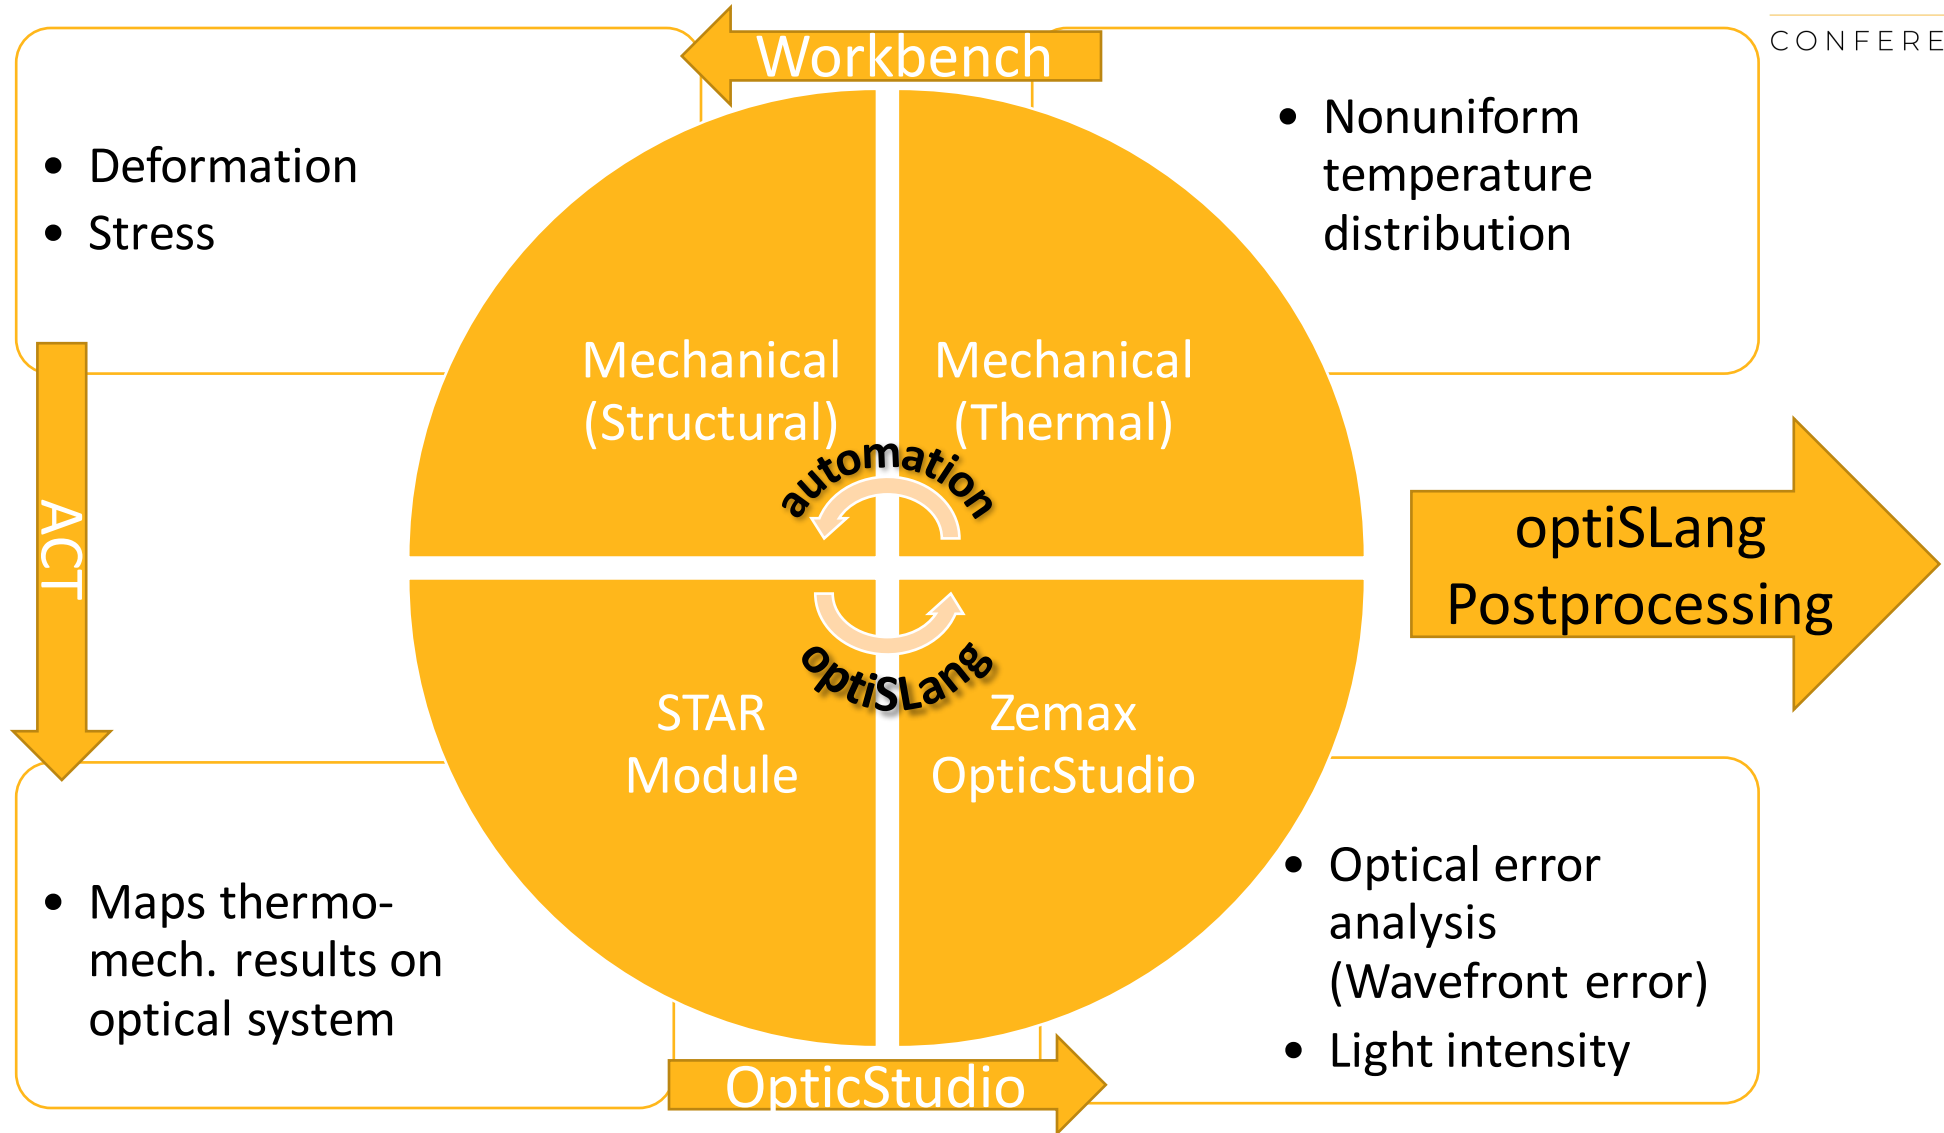 Workbench
CONFERE
• Deformation
• Stress
• Nonuniform
temperature
distribution
Mechanical
(Structural)
Mechanical
(Thermal)
automation
ACT
optiSLang
Postprocessing
optiSLang
STAR
Module
Zemax
OpticStudio
• Maps thermo-
mech. results on
optical system
• Optical error
analysis
(Wavefront error)
• Light intensity
OpticStudio